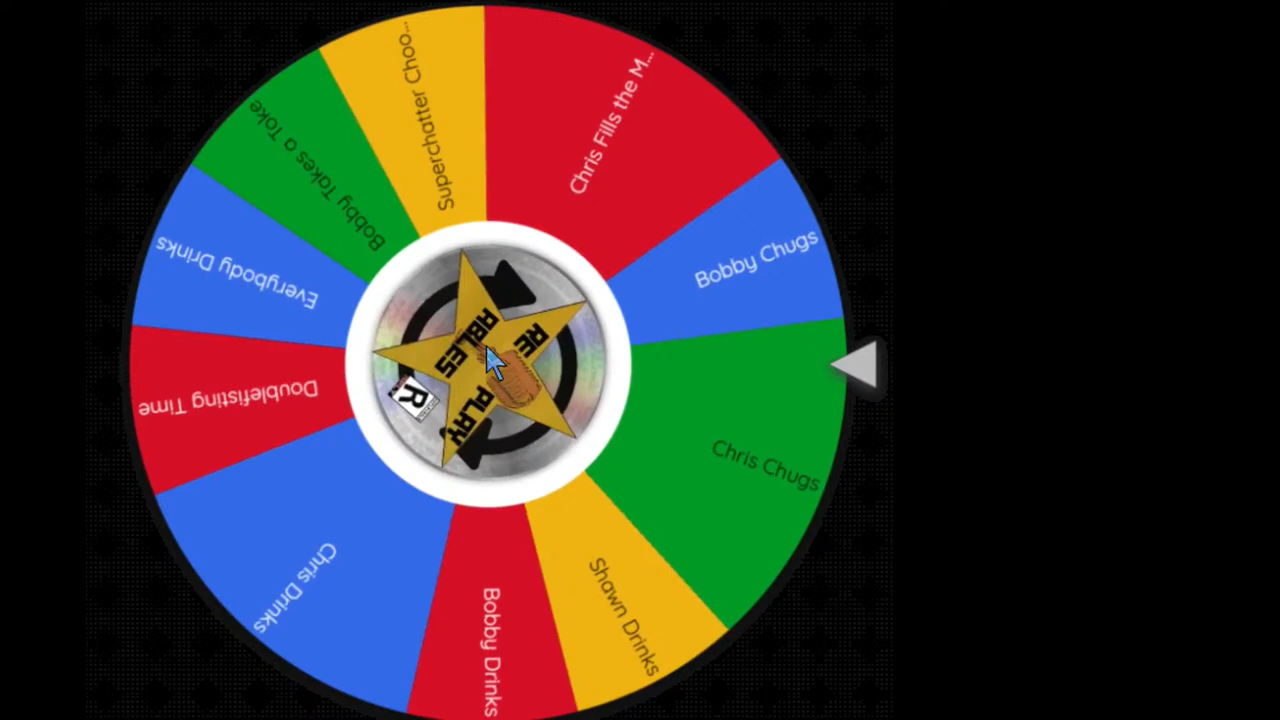 Superchatter Choo...
Chris Fills the M...
Bobby Takes a Toke
Bobby Chugs
Everybody Drinks
Doublefisting Time
Chris Chugs
Chris Drinks
Bobby Drinks
Shawn Drinks
RE
PLAY
ABLES
R